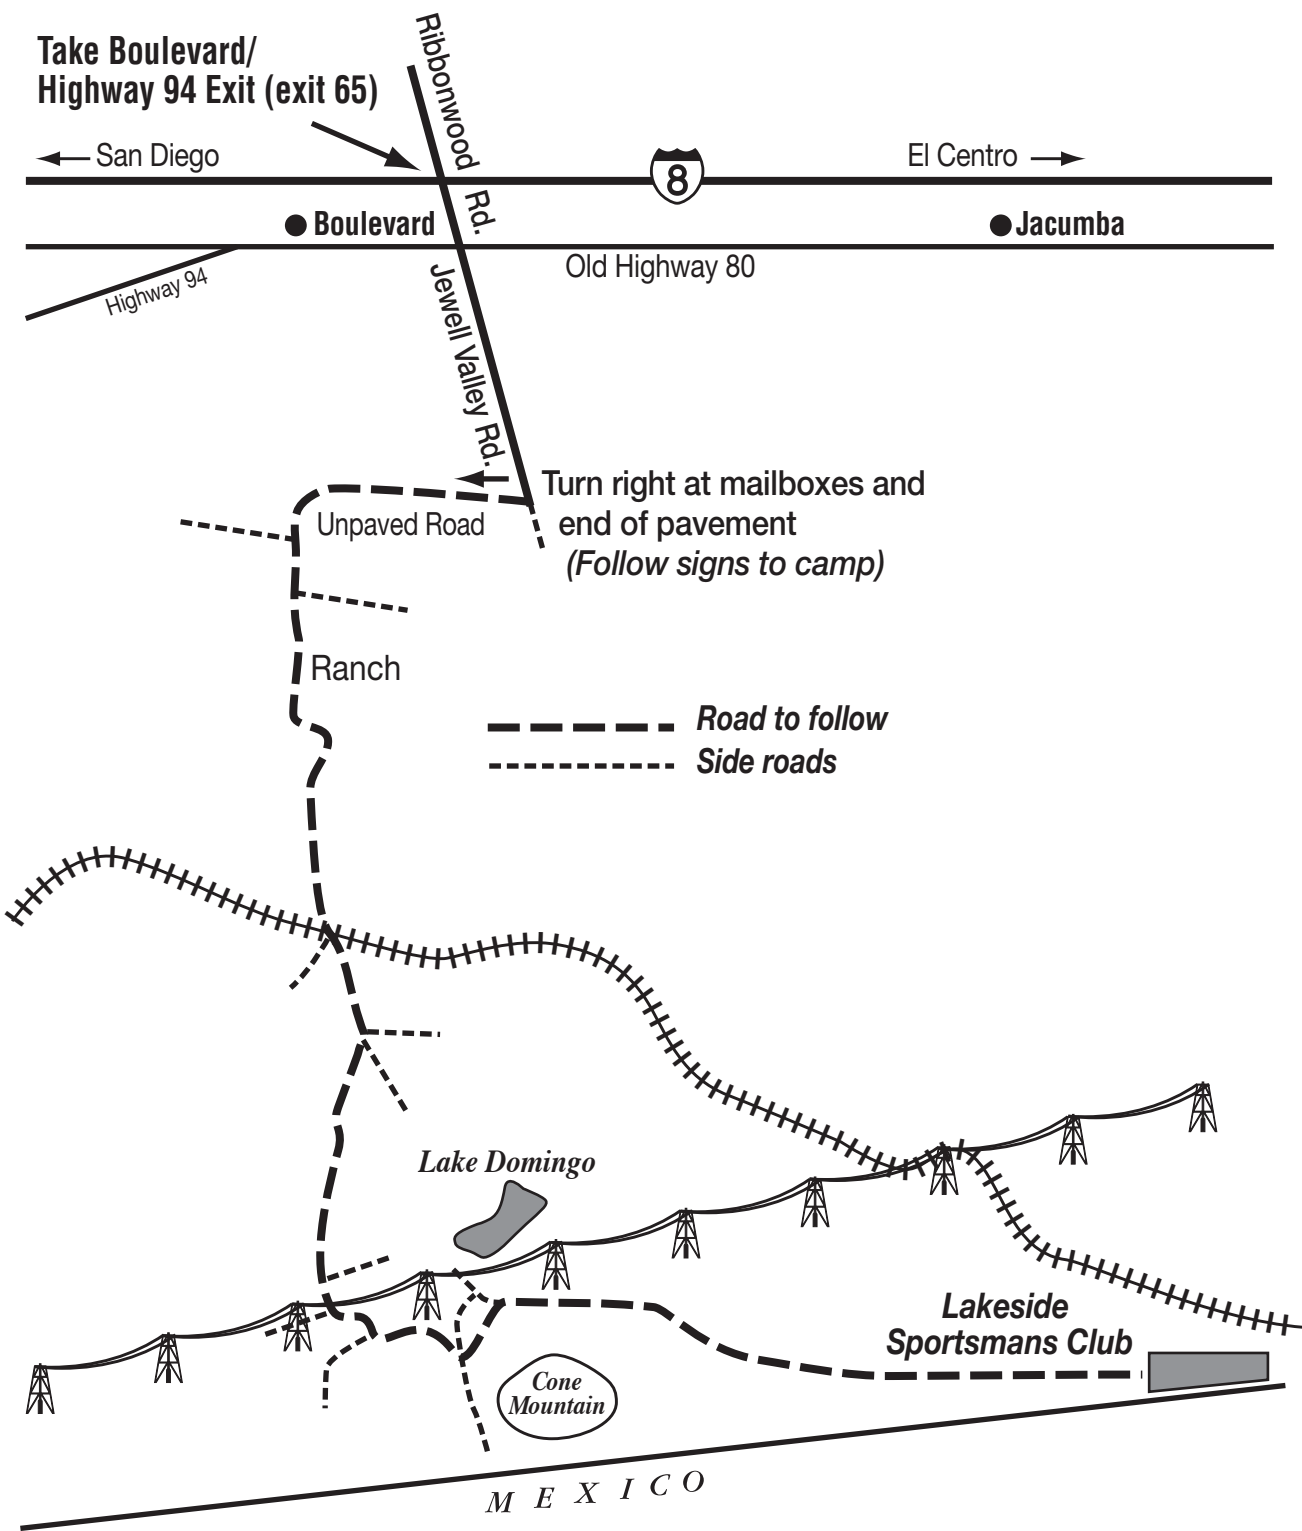 Take Boulevard/
Highway 94 Exit (exit 65)
Ribbonwood Rd.
San Diego
El Centro
8
Boulevard
Jacumba
Old Highway 80
Highway 94
Jewell Valley Rd.
Turn right at mailboxes and
end of pavement
(Follow signs to camp)
Unpaved Road
Ranch
Road to follow
Side roads
Lake Domingo
Lakeside
Sportsmans Club
Cone
Mountain
MEXICO